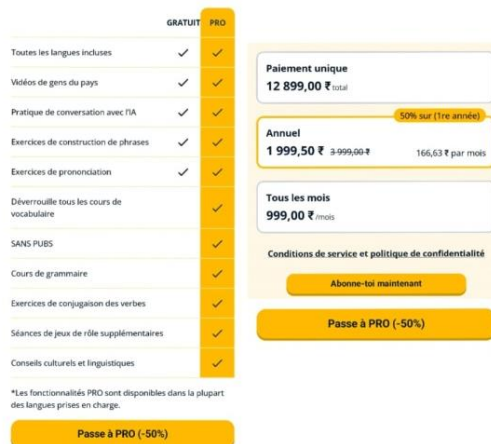 GRATUIT PRO
Toutes les langues incluses
Vidéos de gens du pays
Pratique de conversation avec l'IA
Exercices de construction de phrases
Exercices de prononciation
Déverrouille tous les cours de
vocabulaire
SANS PUBS
Cours de grammaire
Exercices de conjugaison des verbes
Séances de jeux de rôle supplémentaires
Conseils culturels et linguistiques
*Les fonctionnalités PRO sont disponibles dans la plupart
des langues prises en charge.
Passe à PRO (-50%)
Paiement unique
12 899,00 ₹ total
50% sur (1re année)
Annuel
1 999,50 ₹ 3 999,00 ₹ 166,63 ₹ par mois
Tous les mois
999,00 ₹ /mois
Conditions de service et politique de confidentialité
Abonne-toi maintenant
Passe à PRO (-50%)